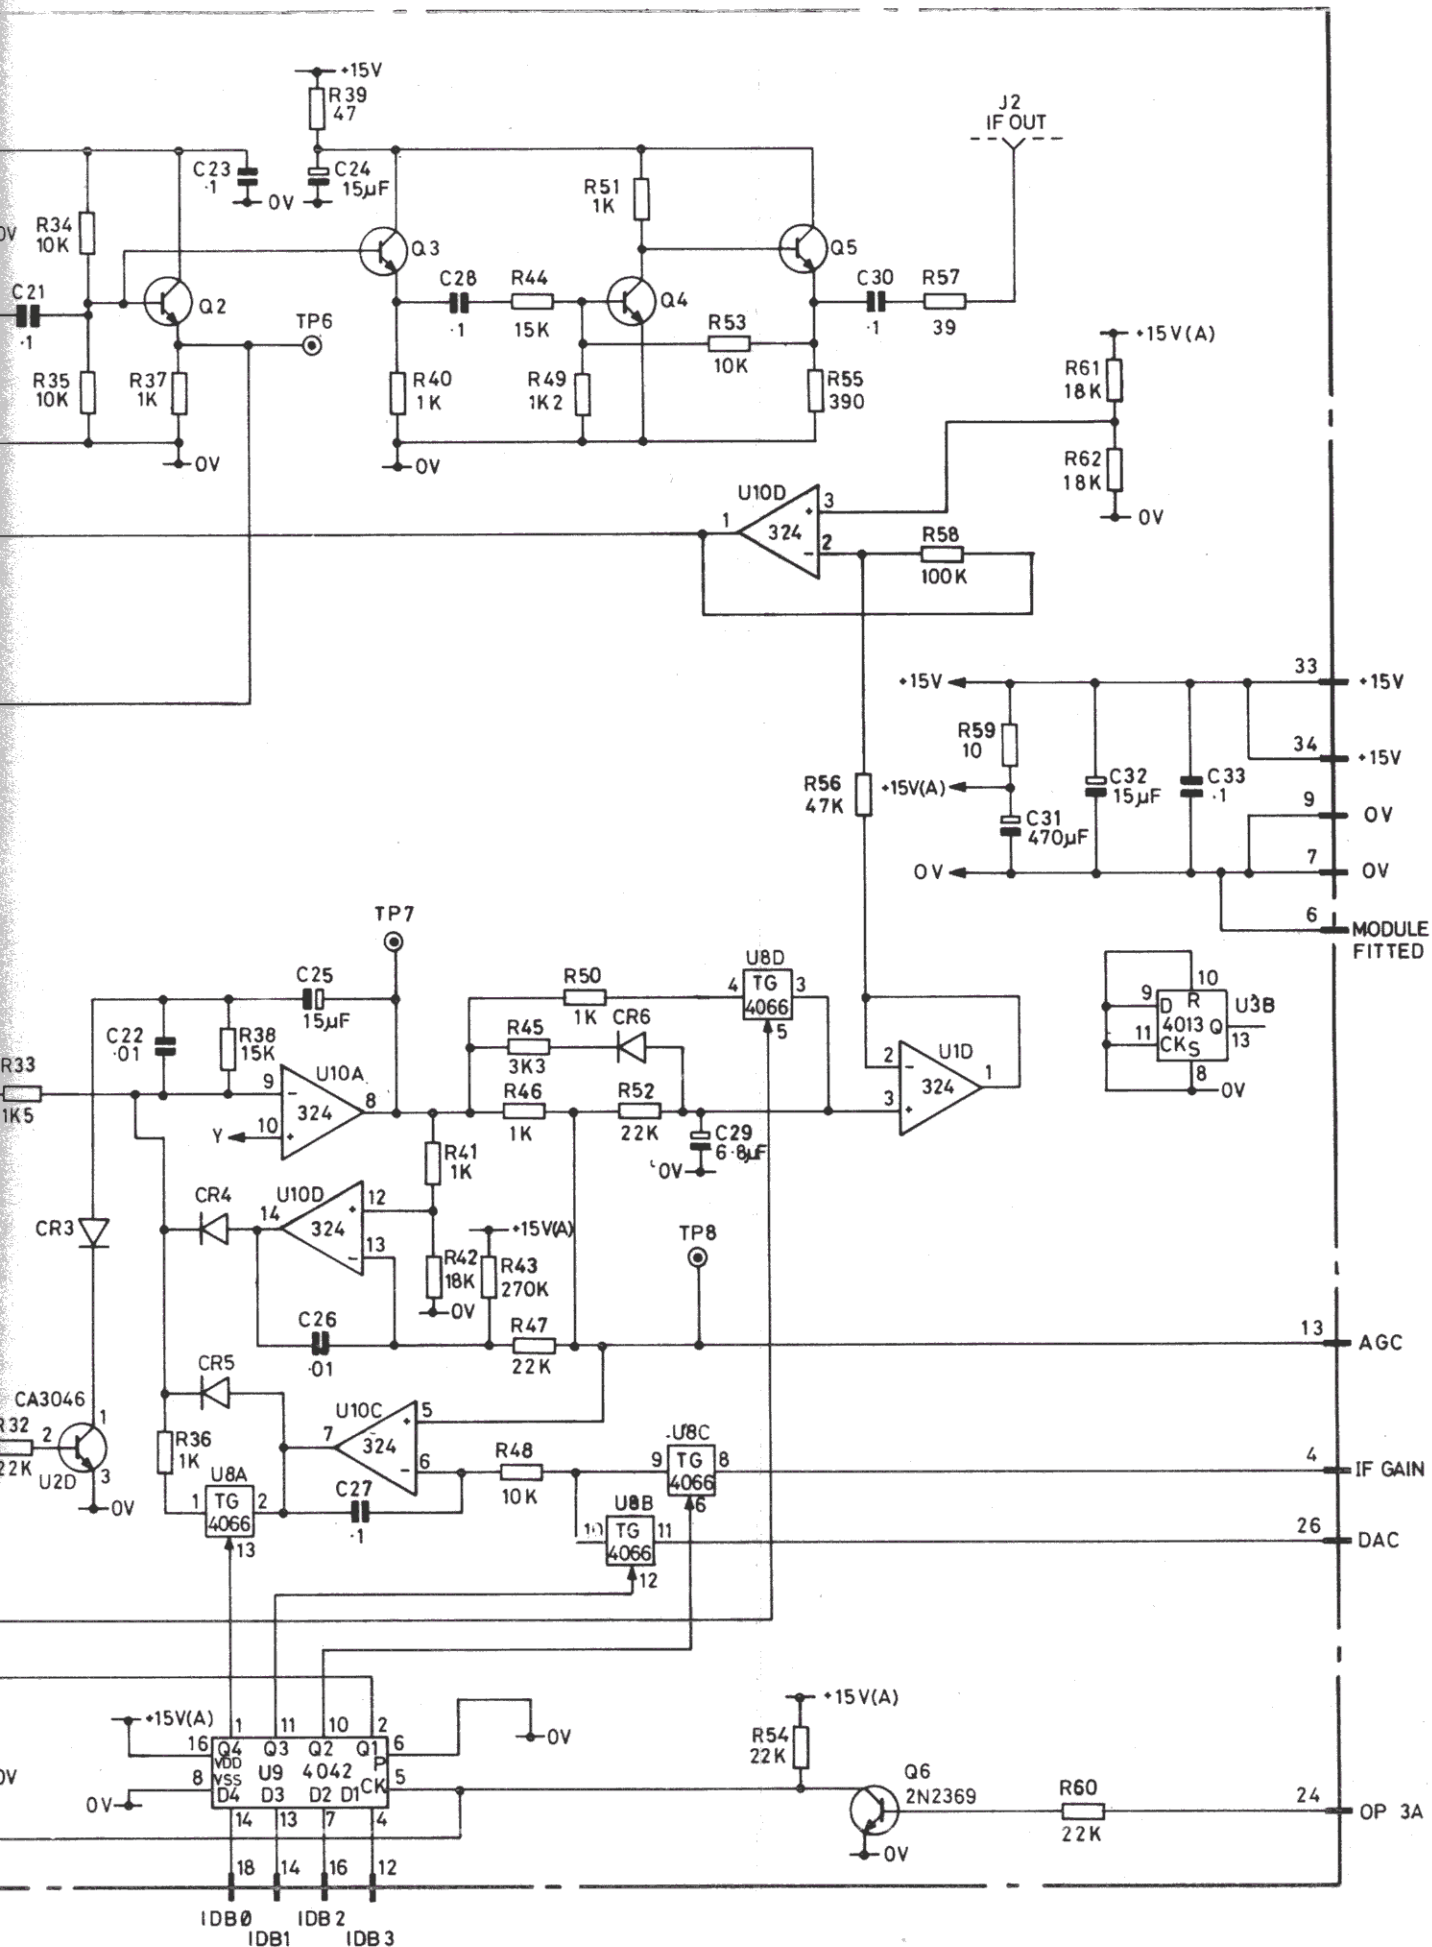 +15V
R39
47
J2
IF OUT
C23
·1
0V
C24
15µF
R51
1K
R34
10K
Q3
Q5
C21
·1
Q2
C28
·1
R44
15K
Q4
C30
·1
R57
39
TP6
R53
10K
+15V(A)
R35
10K
R37
1K
R40
1K
R49
1K2
R55
390
R61
18K
0V
0V
R62
18K
0V
U10D
324
1
3
+
2
-
R58
100K
33
+15V
+15V
R59
10
34
+15V
R56
47K
+15V(A)
C32
15µF
C33
·1
9
0V
C31
470µF
7
0V
0V
6
MODULE
FITTED
TP7
U8D
4
TG
4066
3
5
10
9
D
R
U3B
4013
Q
11
CK
S
13
8
0V
C25
15µF
R50
1K
C22
·01
R38
15K
R45
3K3
CR6
R33
1K5
U10A
9
-
324
8
10
+
Y
R46
1K
R52
22K
U1D
2
-
324
1
3
+
C29
6·8µF
0V
R41
1K
CR4
U10D
14
324
12
+
13
-
+15V(A)
TP8
CR3
R42
18K
R43
270K
0V
C26
·01
R47
22K
13
AGC
CR5
CA3046
U10C
7
324
5
+
6
-
R32
22K
2
1
3
U2D
0V
R36
1K
U8A
1
TG
4066
2
13
C27
·1
R48
10K
U8C
9
TG
4066
8
6
4
IF GAIN
U8B
10
TG
4066
11
12
26
DAC
+15V(A)
1
11
10
2
0V
+15V(A)
16
Q4
Q3
Q2
Q1
6
P
VDD
8
VSS
U9
4042
CK
5
D4
D3
D2
D1
0V
14
13
7
4
R54
22K
Q6
2N2369
R60
22K
24
OP 3A
0V
18
14
16
12
IDB0
IDB1
IDB2
IDB3